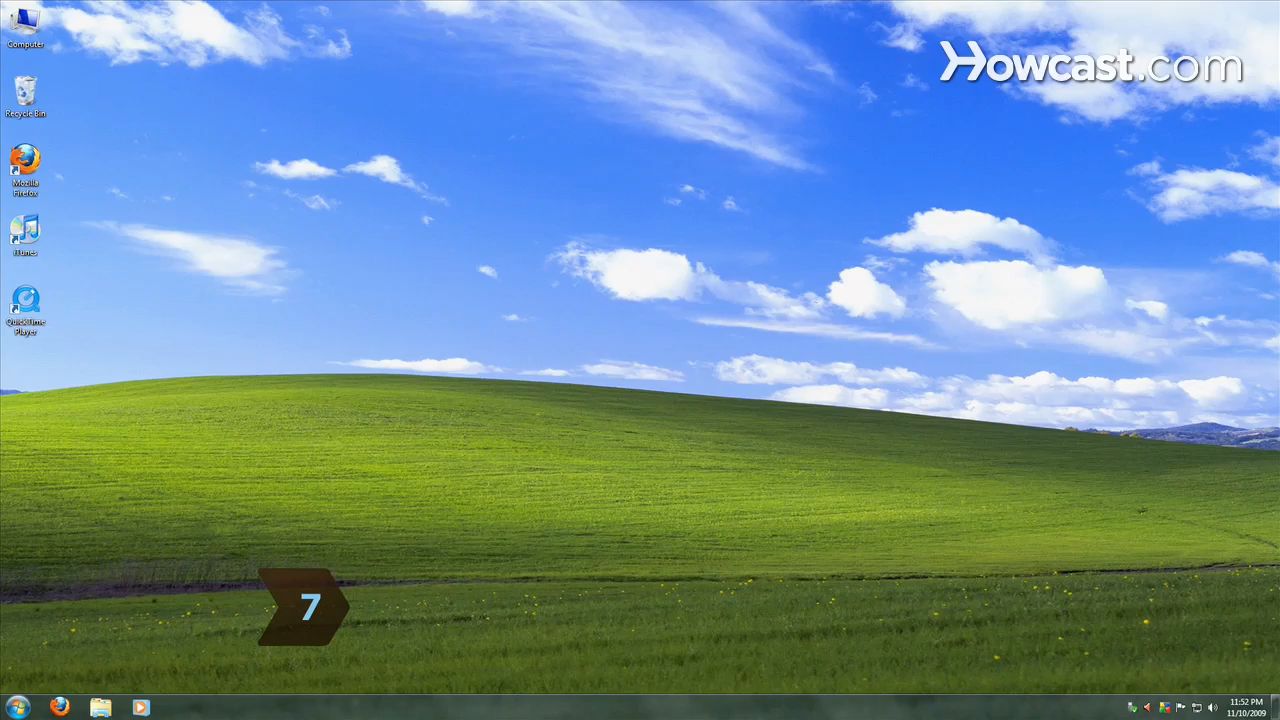 Computer
Howcast.com
Recycle Bin
Mozilla
Firefox
iTunes
QuickTime
Player
7
11:52 PM
11/10/2009